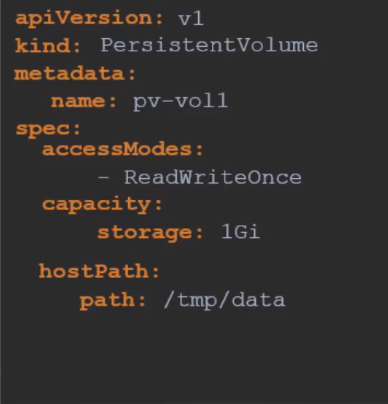 apiVersion: v1
kind: PersistentVolume
metadata:
name: pv-vol1
spec:
accessModes:
- ReadWriteOnce
capacity:
storage: 1Gi
hostPath:
path: /tmp/data